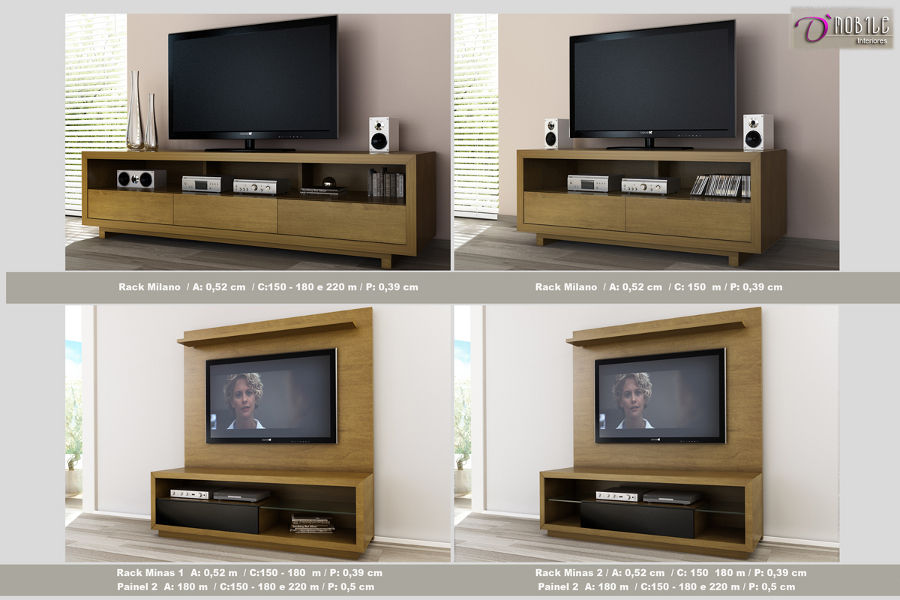 D'MOBILE
Interiores
Rack Milano / A: 0,52 cm / C:150 - 180 e 220 m / P: 0,39 cm
Rack Milano / A: 0,52 cm / C: 150 m / P: 0,39 cm
Rack Minas 1 A: 0,52 m / C:150 - 180 m / P: 0,39 cm
Painel 2 A: 180 m / C:150 - 180 e 220 m / P: 0,5 cm
Rack Minas 2 / A: 0,52 cm / C: 150 180 m / P: 0,39 cm
Painel 2 A: 180 m / C:150 - 180 e 220 m / P: 0,5 cm